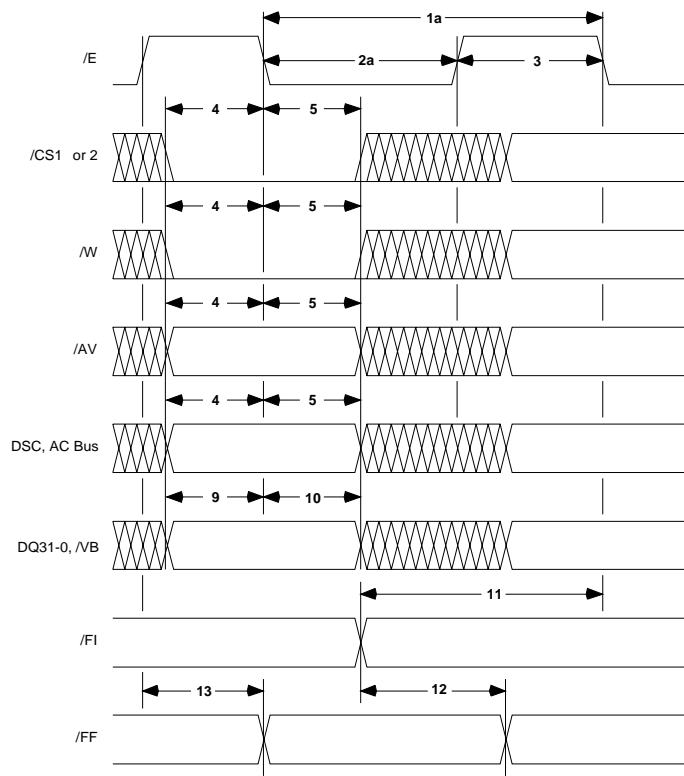 1a
/E
2a 3
4 5
/CS1 or 2
4 5
/W
4 5
/AV
4 5
DSC, AC Bus
9 10
DQ31-0, /VB
11
/FI
13 12
/FF